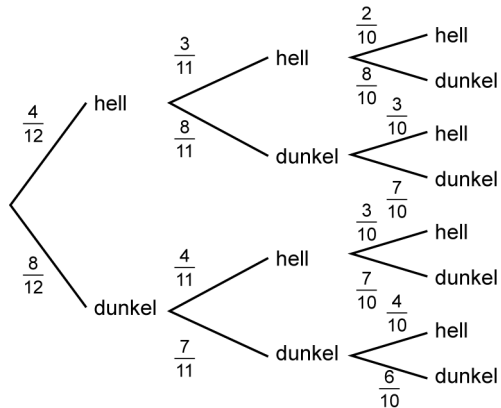 2/10
hell
3/11
hell
8/10
dunkel
4/12
hell
3/10
hell
8/11
dunkel
7/10
dunkel
3/10
hell
8/12
4/11
hell
7/10
dunkel
dunkel
4/10
hell
7/11
dunkel
6/10
dunkel